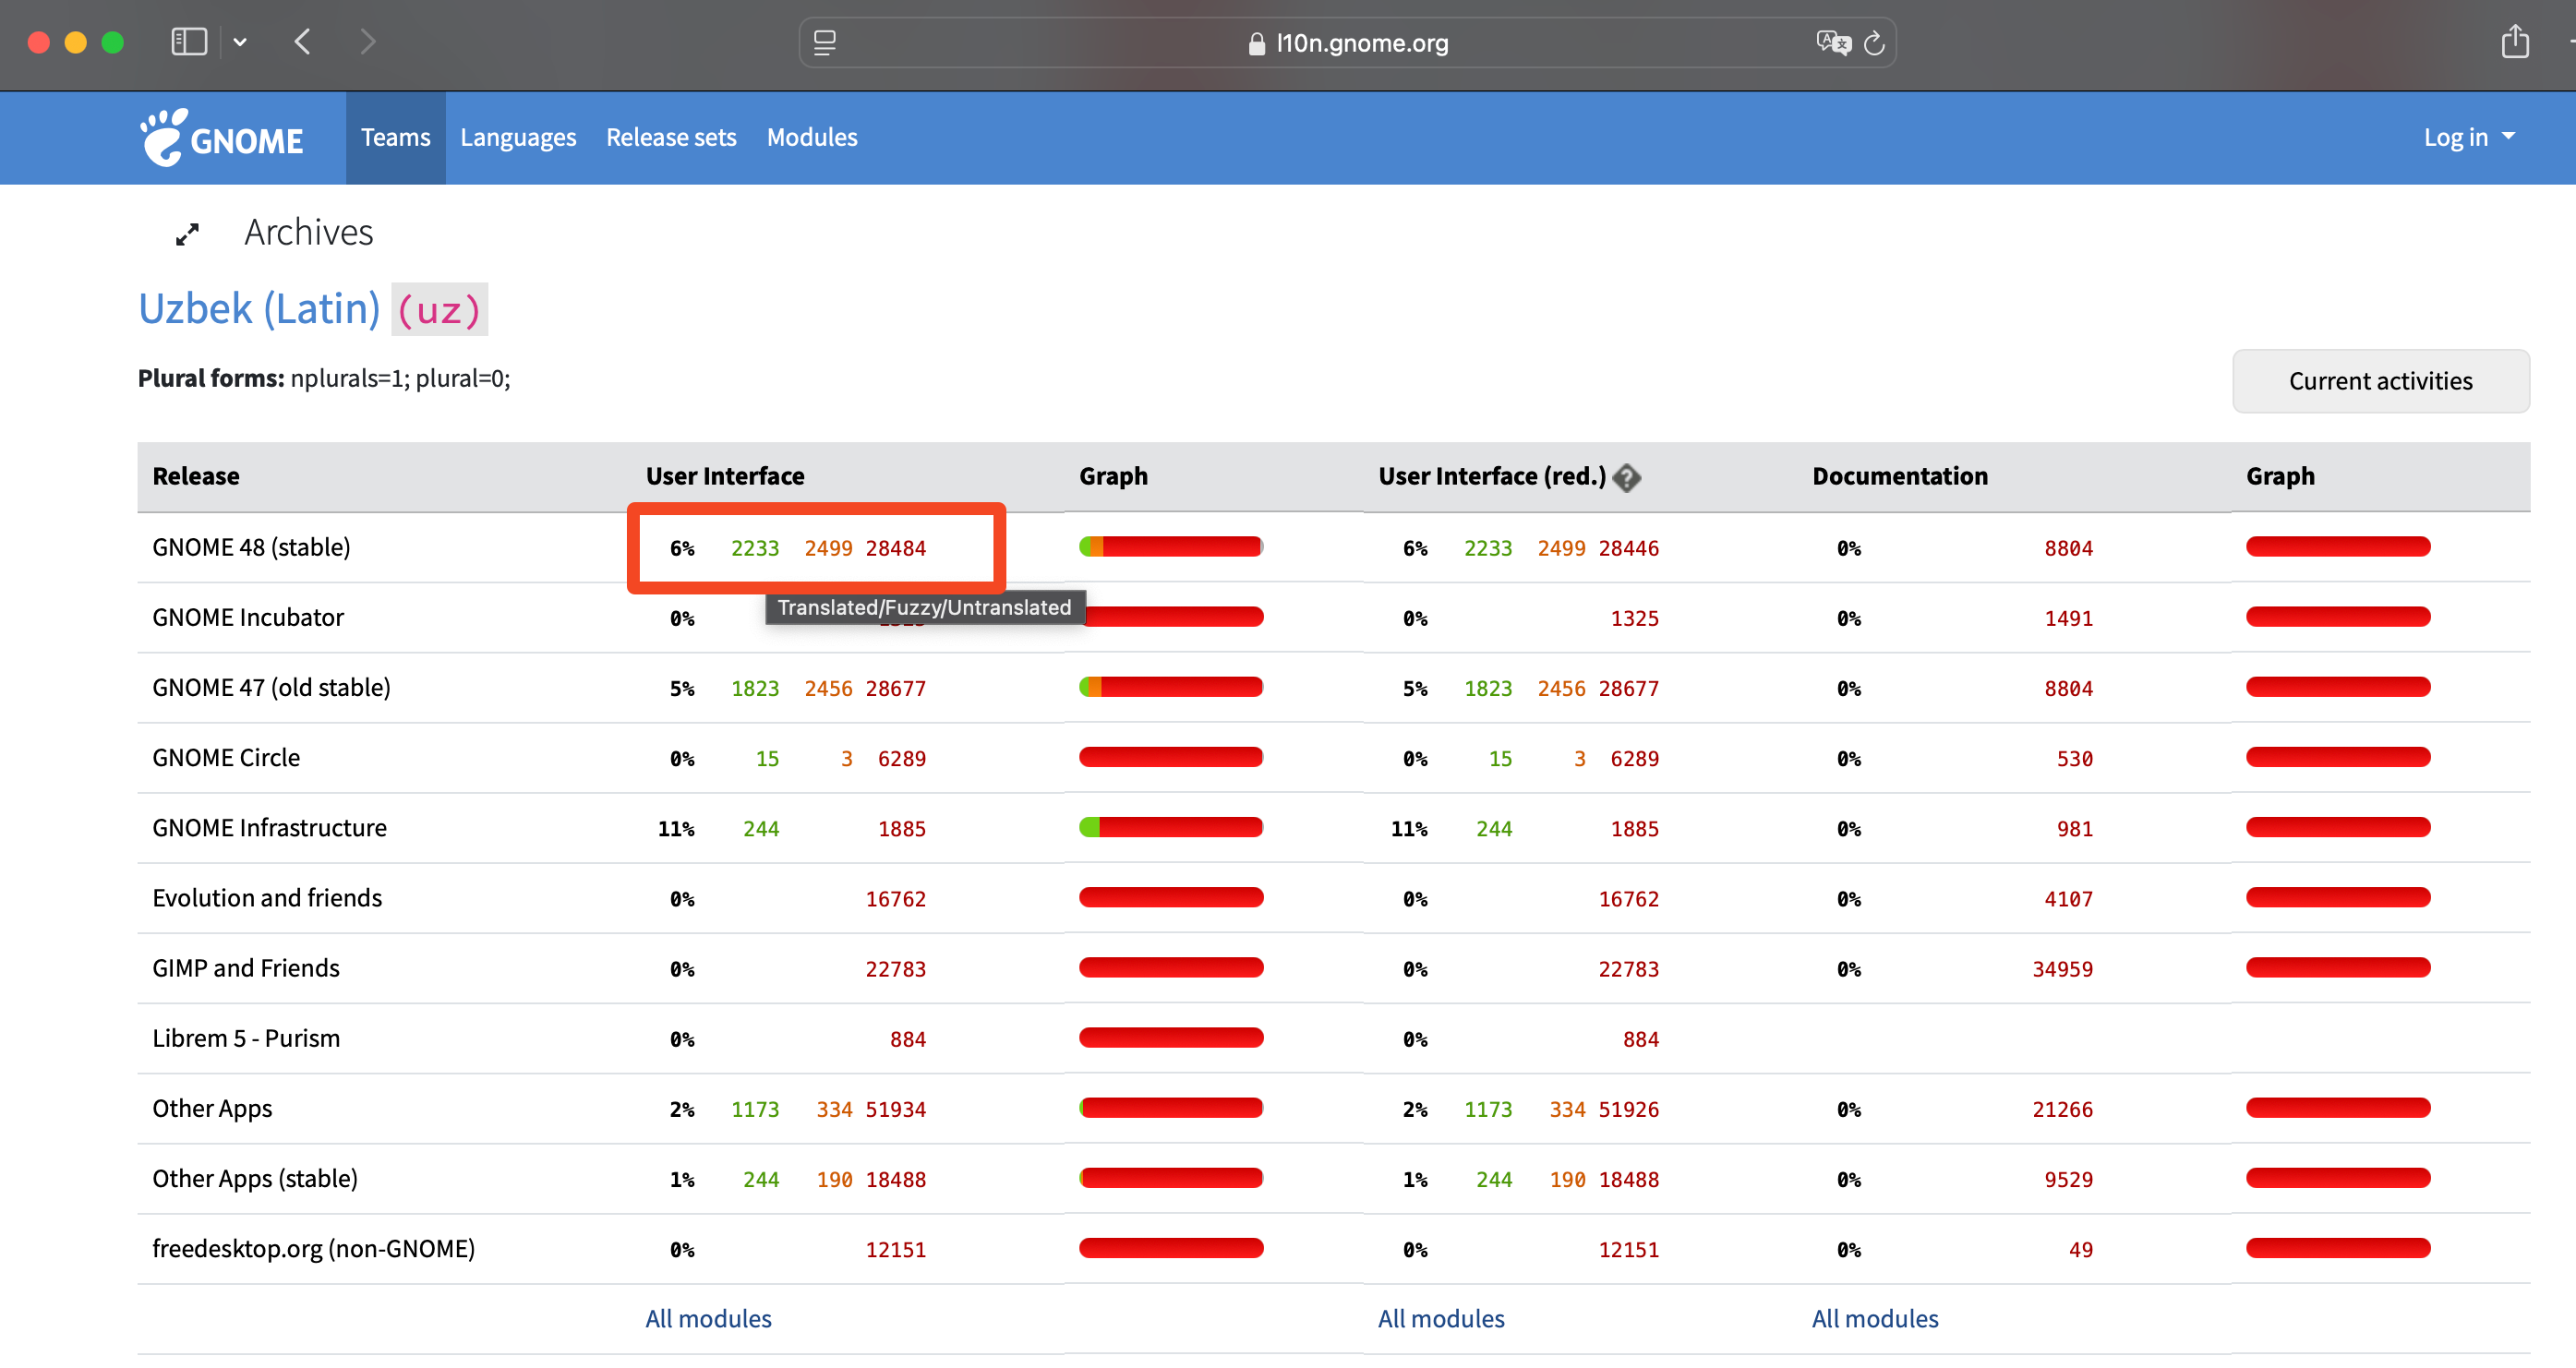 l10n.gnome.org
GNOME Teams Languages Release sets Modules Log in
Archives
Uzbek (Latin) (uz)
Plural forms: nplurals=1; plural=0;
Current activities
Release User Interface Graph User Interface (red.) Documentation Graph
GNOME 48 (stable) 6% 2233 2499 28484 6% 2233 2499 28446 0% 8804
Translated/Fuzzy/Untranslated
GNOME Incubator 0% 0% 1325 0% 1491
GNOME 47 (old stable) 5% 1823 2456 28677 5% 1823 2456 28677 0% 8804
GNOME Circle 0% 15 3 6289 0% 15 3 6289 0% 530
GNOME Infrastructure 11% 244 1885 11% 244 1885 0% 981
Evolution and friends 0% 16762 0% 16762 0% 4107
GIMP and Friends 0% 22783 0% 22783 0% 34959
Librem 5 - Purism 0% 884 0% 884
Other Apps 2% 1173 334 51934 2% 1173 334 51926 0% 21266
Other Apps (stable) 1% 244 190 18488 1% 244 190 18488 0% 9529
freedesktop.org (non-GNOME) 0% 12151 0% 12151 0% 49
All modules All modules All modules